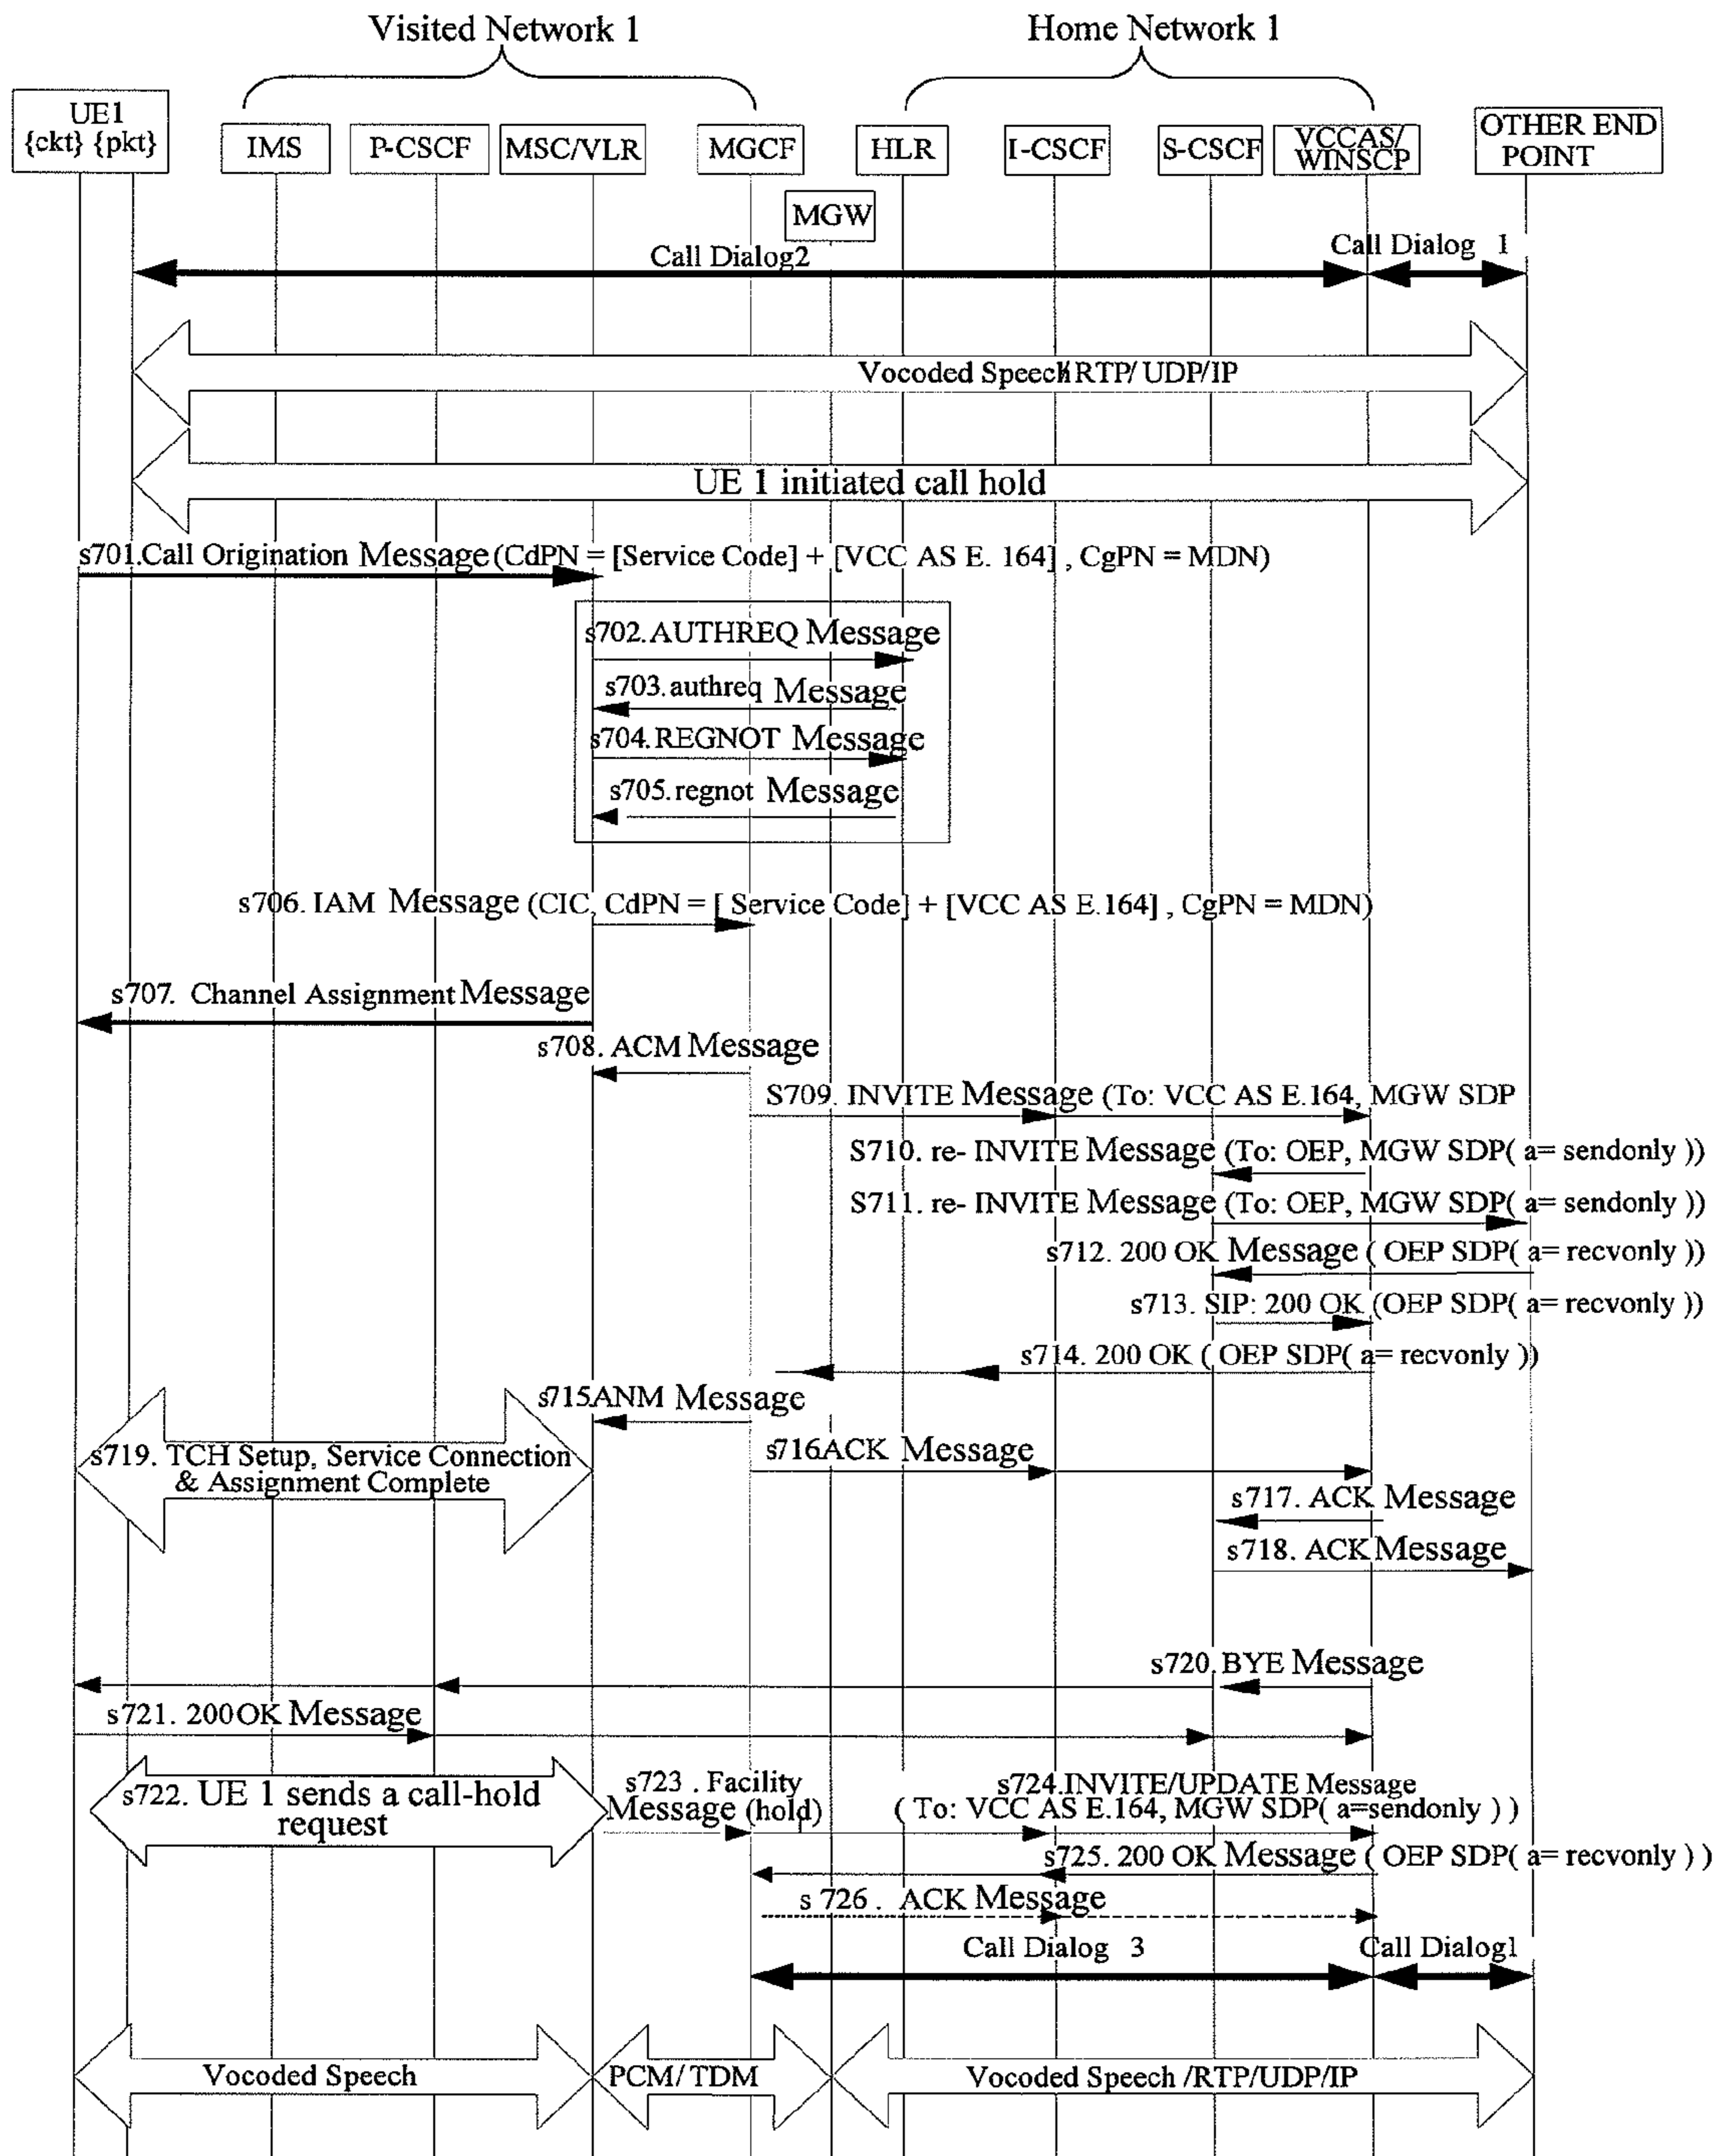 Visited Network 1
Home Network 1
UE1
{ckt} {pkt}
IMS
P-CSCF
MSC/VLR
MGCF
HLR
I-CSCF
S-CSCF
VCCAS/
WINSCP
OTHER END
POINT
MGW
Call Dialog2
Call Dialog 1
Vocoded Speech/RTP/ UDP/IP
UE 1 initiated call hold
s701.Call Origination Message (CdPN = [Service Code] + [VCC AS E. 164] , CgPN = MDN)
s702. AUTHREQ Message
s703. authreq Message
s704. REGNOT Message
s705. regnot Message
s706. IAM Message (CIC, CdPN = [ Service Code] + [VCC AS E.164] , CgPN = MDN)
s707. Channel Assignment Message
s708. ACM Message
S709. INVITE Message (To: VCC AS E.164, MGW SDP
S710. re- INVITE Message (To: OEP, MGW SDP( a= sendonly ))
S711. re- INVITE Message (To: OEP, MGW SDP( a= sendonly ))
s712. 200 OK Message ( OEP SDP( a= recvonly ))
s713. SIP: 200 OK (OEP SDP( a= recvonly ))
s714. 200 OK ( OEP SDP( a= recvonly ))
s715ANM Message
s719. TCH Setup, Service Connection
& Assignment Complete
s716ACK Message
s717. ACK Message
s718. ACK Message
s720. BYE Message
s721. 200OK Message
s722. UE 1 sends a call-hold
request
s723 . Facility
Message (hold)
s724.INVITE/UPDATE Message
( To: VCC AS E.164, MGW SDP( a=sendonly ) )
s725. 200 OK Message ( OEP SDP( a= recvonly ) )
s 726 . ACK Message
Call Dialog 3
Call Dialog1
Vocoded Speech
PCM/ TDM
Vocoded Speech /RTP/UDP/IP